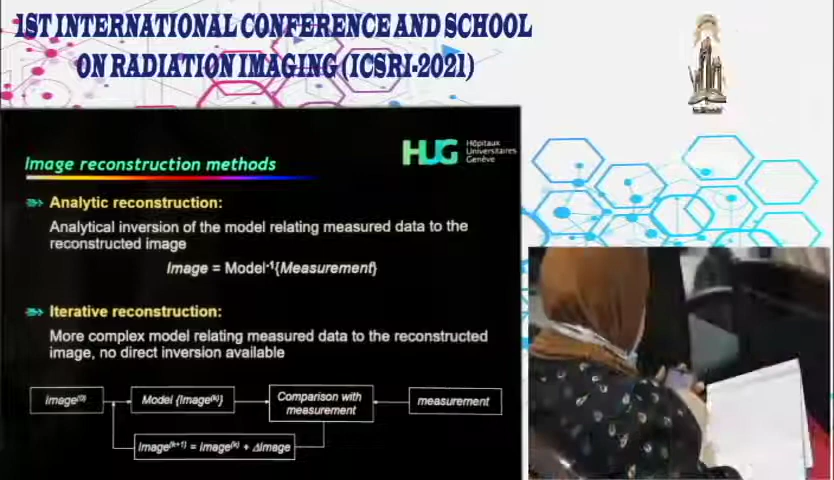 1ST INTERNATIONAL CONFERENCE AND SCHOOL
ON RADIATION IMAGING (ICSRI-2021)
HUG Hôpitaux
Universitaires
Genève
Image reconstruction methods
Analytic reconstruction:
Analytical inversion of the model relating measured data to the
reconstructed image
Image = Model⁻¹{Measurement}
Iterative reconstruction:
More complex model relating measured data to the reconstructed
image, no direct inversion available
Image⁽⁰⁾
Model {Image⁽ᵏ⁾}
Comparison with
measurement
measurement
Image⁽ᵏ⁺¹⁾ = Image⁽ᵏ⁾ + ΔImage